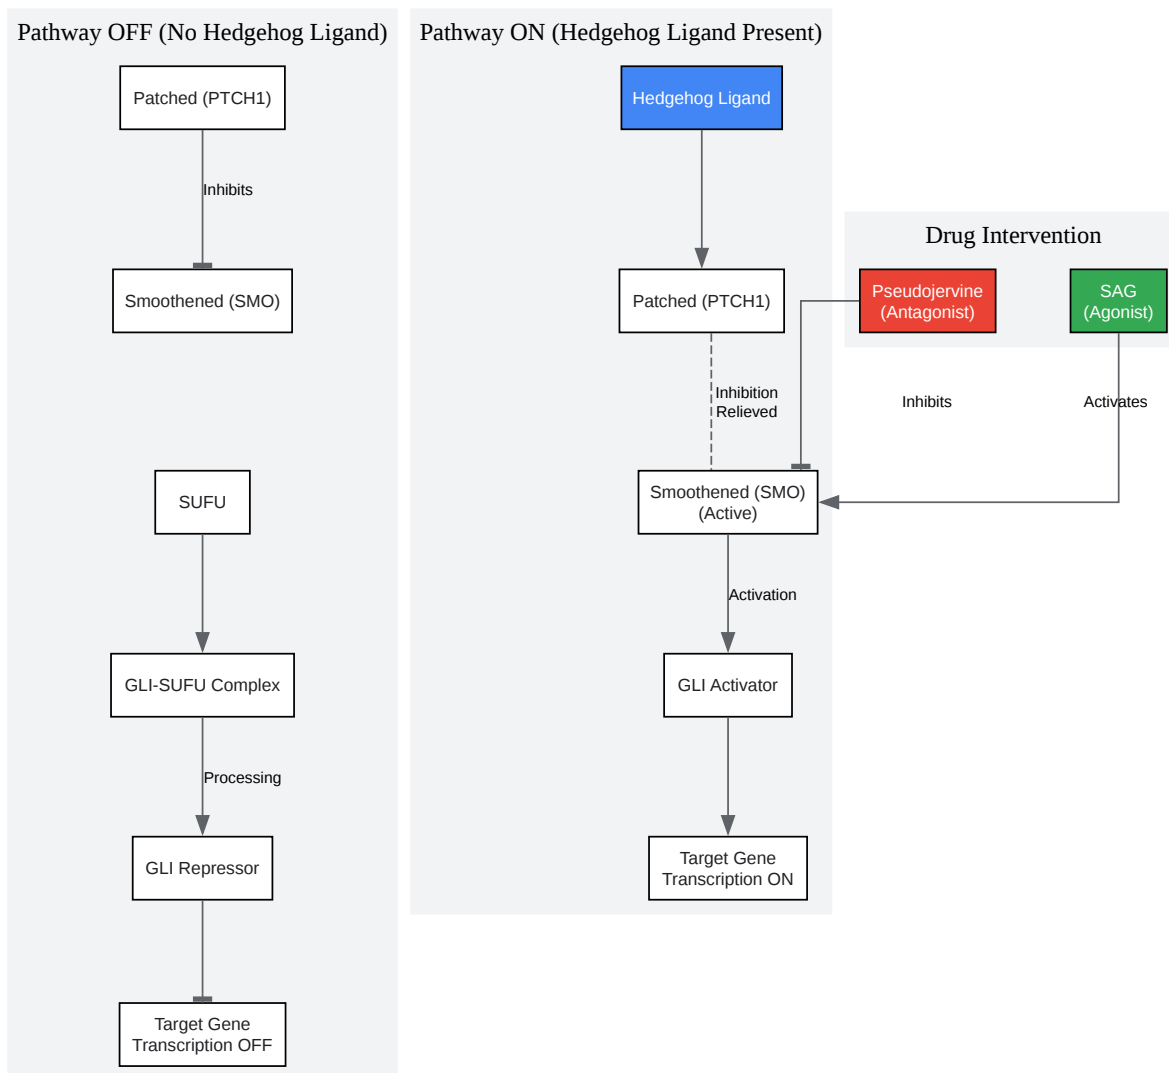 Pathway OFF (No Hedgehog Ligand)
Patched (PTCH1)
Inhibits
Smoothened (SMO)
SUFU
GLI-SUFU Complex
Processing
GLI Repressor
Target Gene
Transcription OFF
Pathway ON (Hedgehog Ligand Present)
Hedgehog Ligand
Patched (PTCH1)
Inhibition
Relieved
Smoothened (SMO)
(Active)
Activation
GLI Activator
Target Gene
Transcription ON
Drug Intervention
Pseudojervine
(Antagonist)
SAG
(Agonist)
Inhibits
Activates